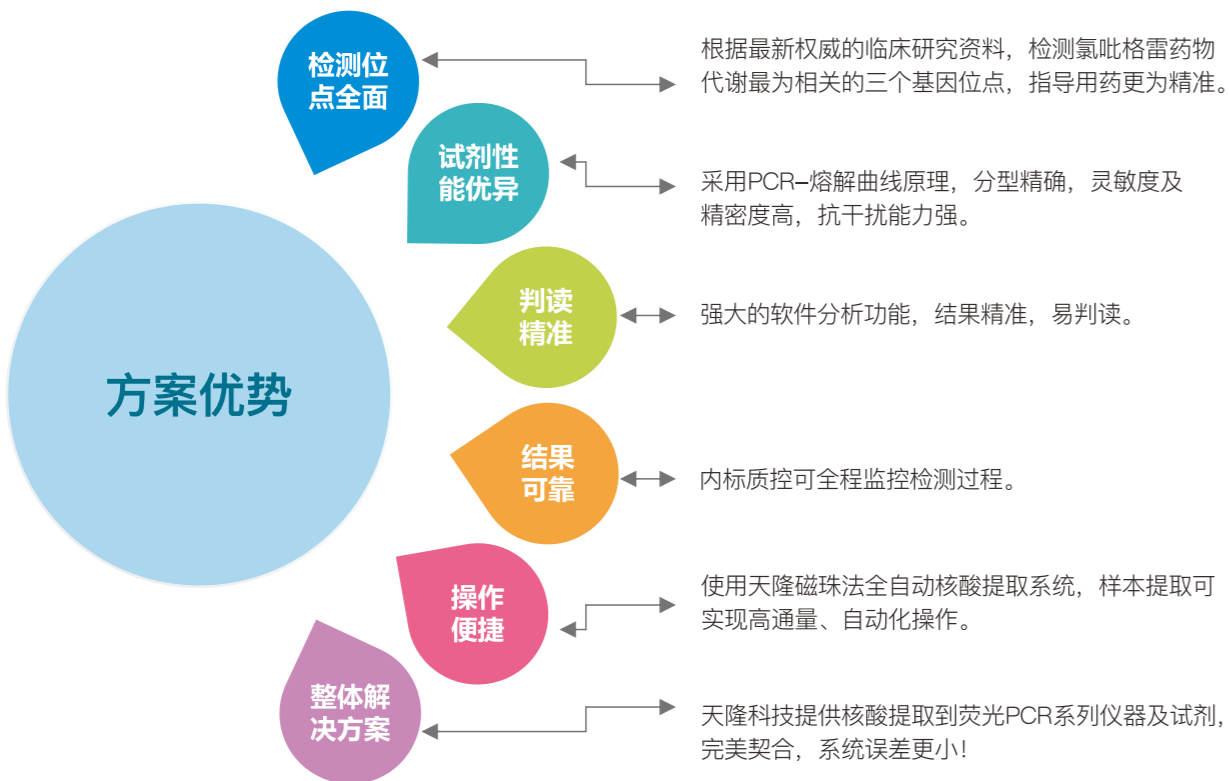 检测位
点全面
根据最新权威的临床研究资料，检测氯吡格雷药物
代谢最为相关的三个基因位点，指导用药更为精准。
试剂性
能优异
采用PCR–熔解曲线原理，分型精确，灵敏度及
精密度高，抗干扰能力强。
判读
精准
强大的软件分析功能，结果精准，易判读。
方案优势
结果
可靠
内标质控可全程监控检测过程。
操作
便捷
使用天隆磁珠法全自动核酸提取系统，样本提取可
实现高通量、自动化操作。
整体解
决方案
天隆科技提供核酸提取到荧光PCR系列仪器及试剂，
完美契合，系统误差更小！